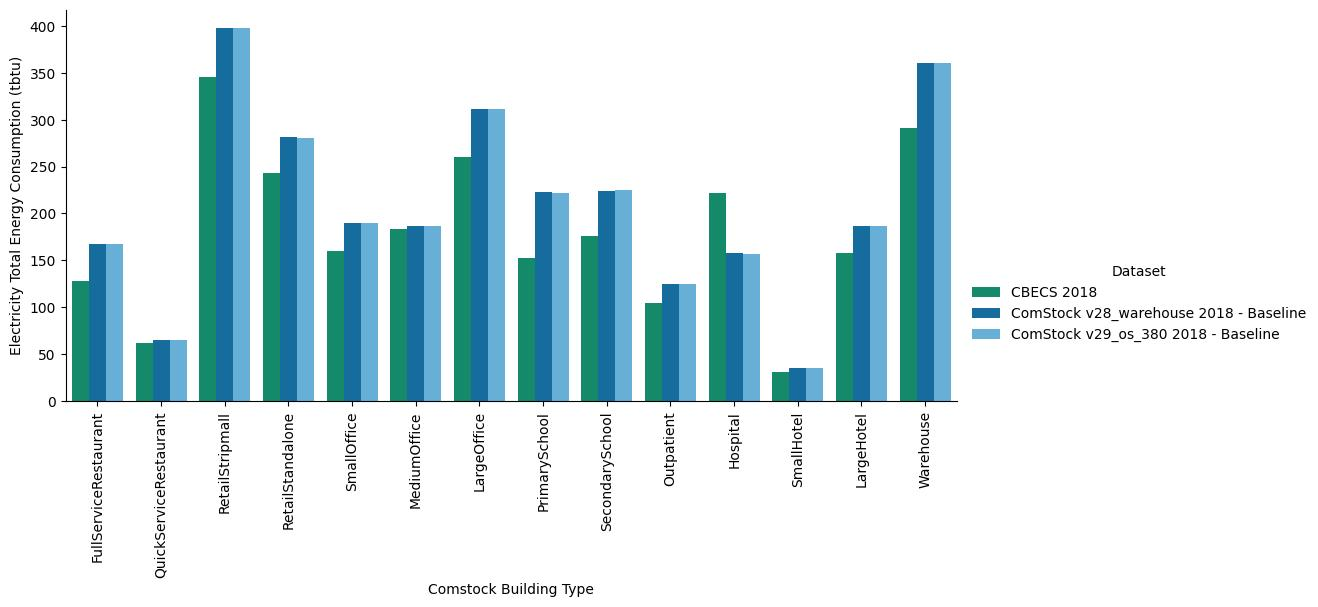 Electricity Total Energy Consumption (tbtu)
400
350
300
250
200
150
100
50
0
FullServiceRestaurant
QuickServiceRestaurant
RetailStripmall
RetailStandalone
SmallOffice
MediumOffice
LargeOffice
PrimarySchool
SecondarySchool
Outpatient
Hospital
SmallHotel
LargeHotel
Warehouse
Comstock Building Type
Dataset
CBECS 2018
ComStock v28_warehouse 2018 - Baseline
ComStock v29_os_380 2018 - Baseline